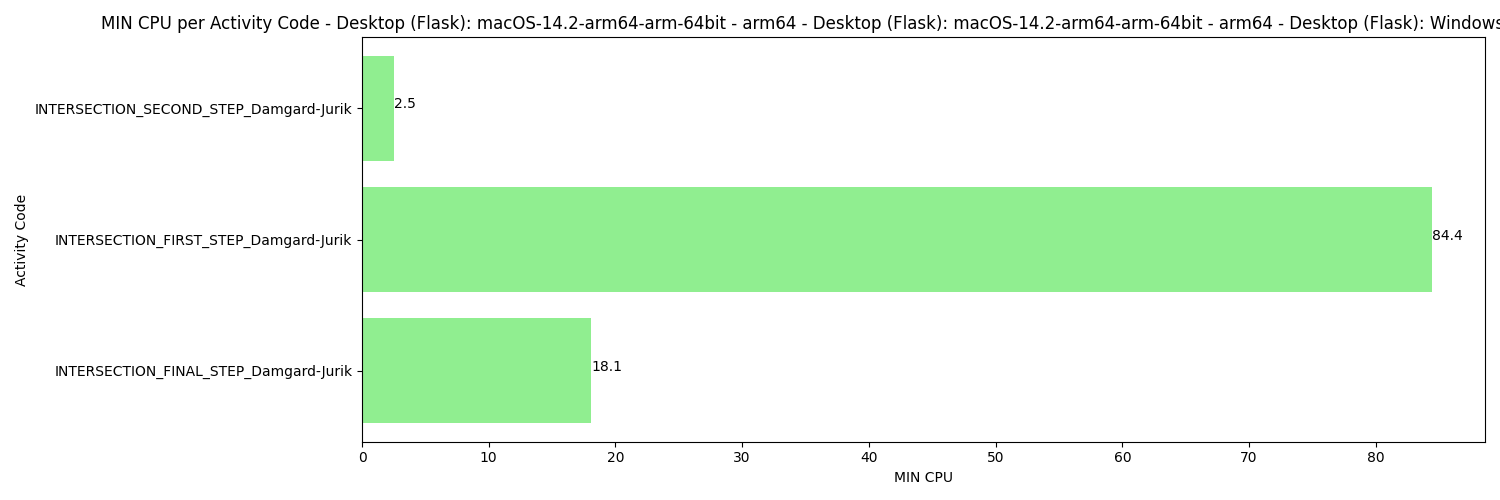 MIN CPU per Activity Code - Desktop (Flask): macOS-14.2-arm64-arm-64bit - arm64 - Desktop (Flask): macOS-14.2-arm64-arm-64bit - arm64 - Desktop (Flask): Windows
INTERSECTION_SECOND_STEP_Damgard-Jurik
2.5
INTERSECTION_FIRST_STEP_Damgard-Jurik
84.4
INTERSECTION_FINAL_STEP_Damgard-Jurik
18.1
Activity Code
0 10 20 30 40 50 60 70 80
MIN CPU